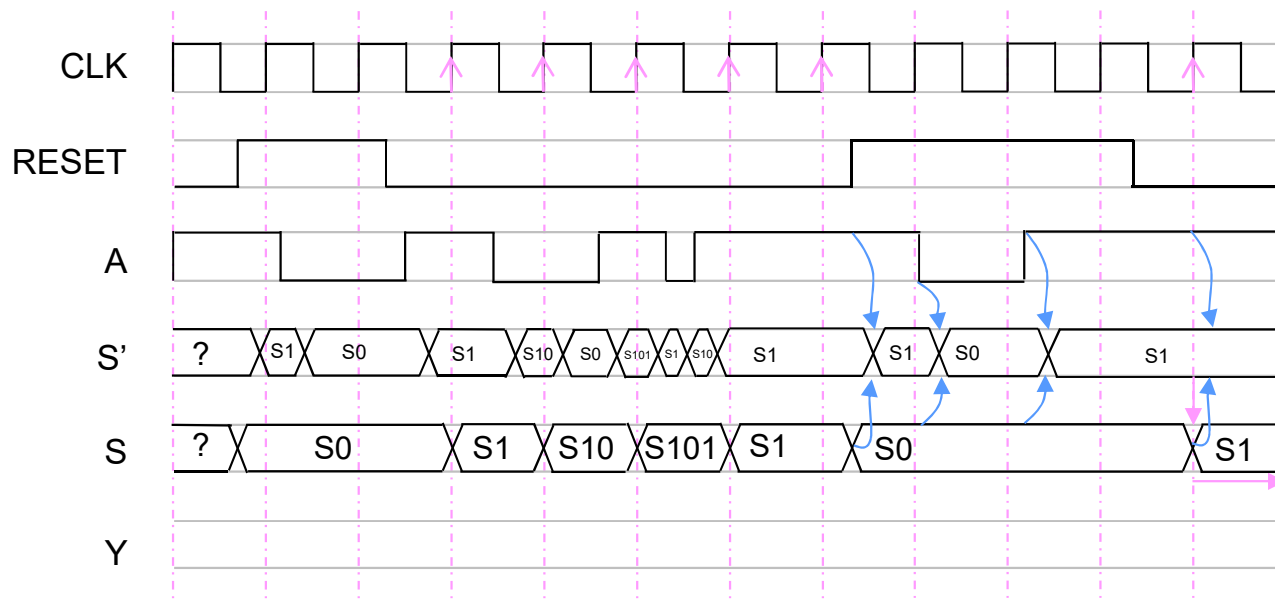 CLK
RESET
A
S’ ? S1 S0 S1 S10 S0 S101 S1 S10 S1 S1 S0 S1
S ? S0 S1 S10 S101 S1 S0 S1
Y